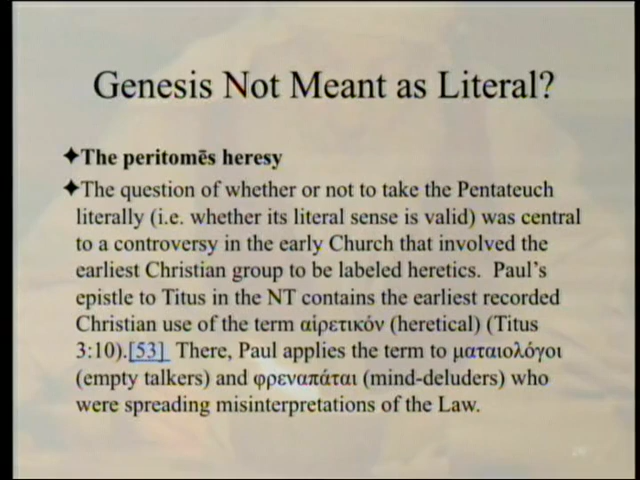 Genesis Not Meant as Literal?
✦The peritomēs heresy
✦The question of whether or not to take the Pentateuch
literally (i.e. whether its literal sense is valid) was central
to a controversy in the early Church that involved the
earliest Christian group to be labeled heretics.  Paul's
epistle to Titus in the NT contains the earliest recorded
Christian use of the term αἱρετικόν (heretical) (Titus
3:10).[53]  There, Paul applies the term to ματαιολόγοι
(empty talkers) and φρεναπάται (mind-deluders) who
were spreading misinterpretations of the Law.